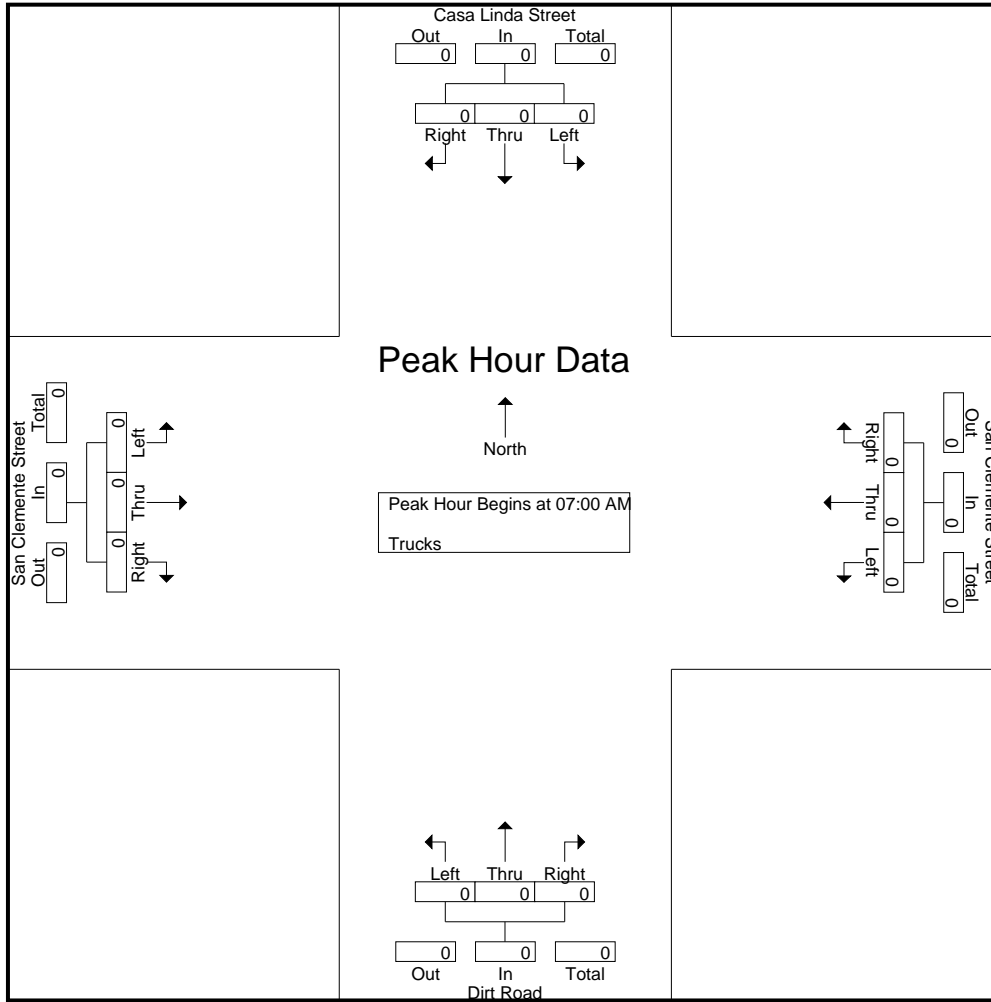 Casa Linda Street
Out In Total
0 0 0
0 0 0
Right Thru Left
Peak Hour Data
North
Peak Hour Begins at 07:00 AM
Trucks
San Clemente Street
Total In Out
0 0 0
0 0 0
Left Thru Right
San Clemente Street
Out In Total
0 0 0
0 0 0
Right Thru Left
Left Thru Right
0 0 0
0 0 0
Out In Total
Dirt Road